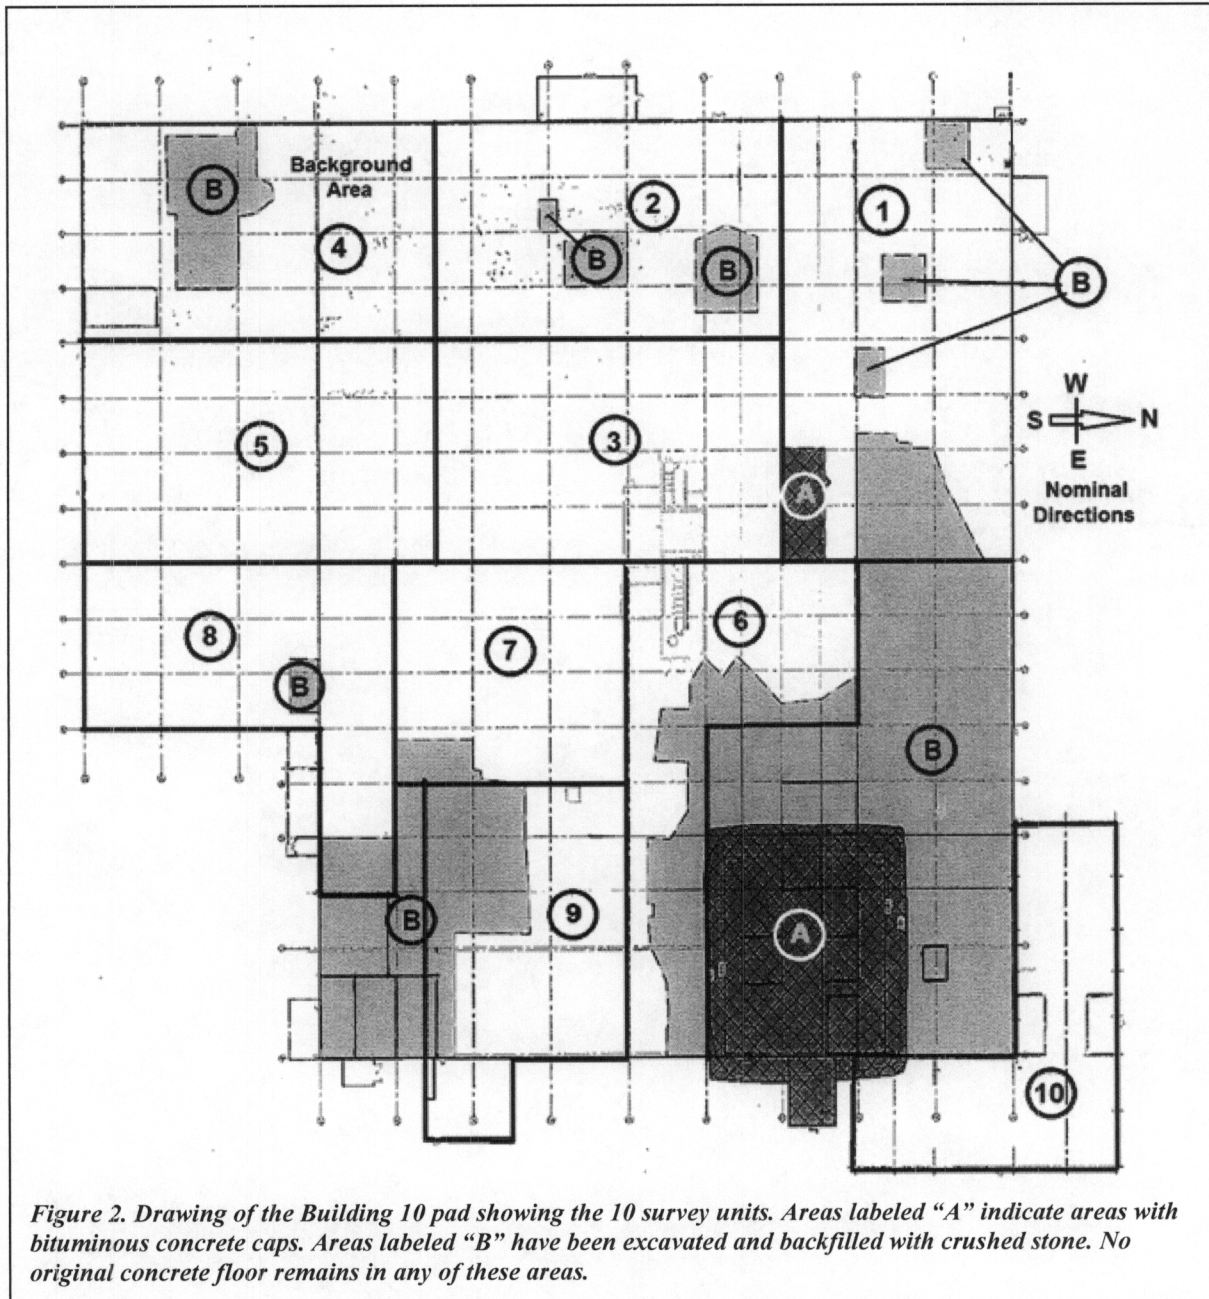 Background
Area
B
2
1
4
B
B
B
W
S
N
E
5
3
A
Nominal
Directions
8
7
6
B
B
B
9
A
10
Figure 2. Drawing of the Building 10 pad showing the 10 survey units. Areas labeled “A” indicate areas with
bituminous concrete caps. Areas labeled “B” have been excavated and backfilled with crushed stone. No
original concrete floor remains in any of these areas.